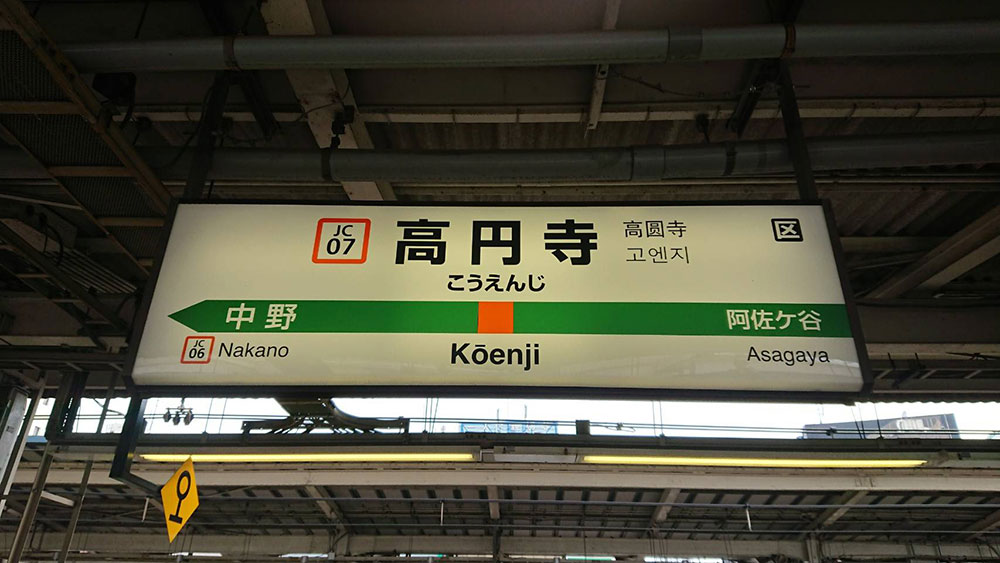 JC
07
高円寺
こうえんじ
高圆寺
고엔지
区
中野
阿佐ケ谷
JC
06
Nakano
Kōenji
Asagaya